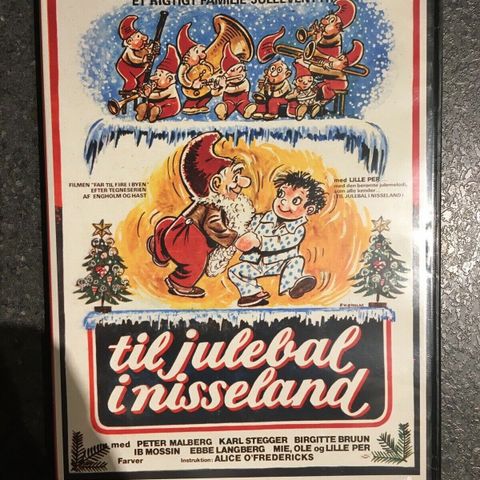 ET RIGTIGT FAMILIE-JULEEVENTYR
FILMEN "FAR TIL FIRE I BYEN"
EFTER TEGNESERIEN
AF ENGHOLM OG HAST
med LILLE PER
med den berømte julemelodi,
som alle kender
(TIL JULEBAL I NISSELAND)
til julebal
i nisseland
med PETER MALBERG KARL STEGGER BIRGITTE BRUUN
IB MOSSIN EBBE LANGBERG MIE, OLE og LILLE PER
Farver Instruktion: ALICE O'FREDERICKS